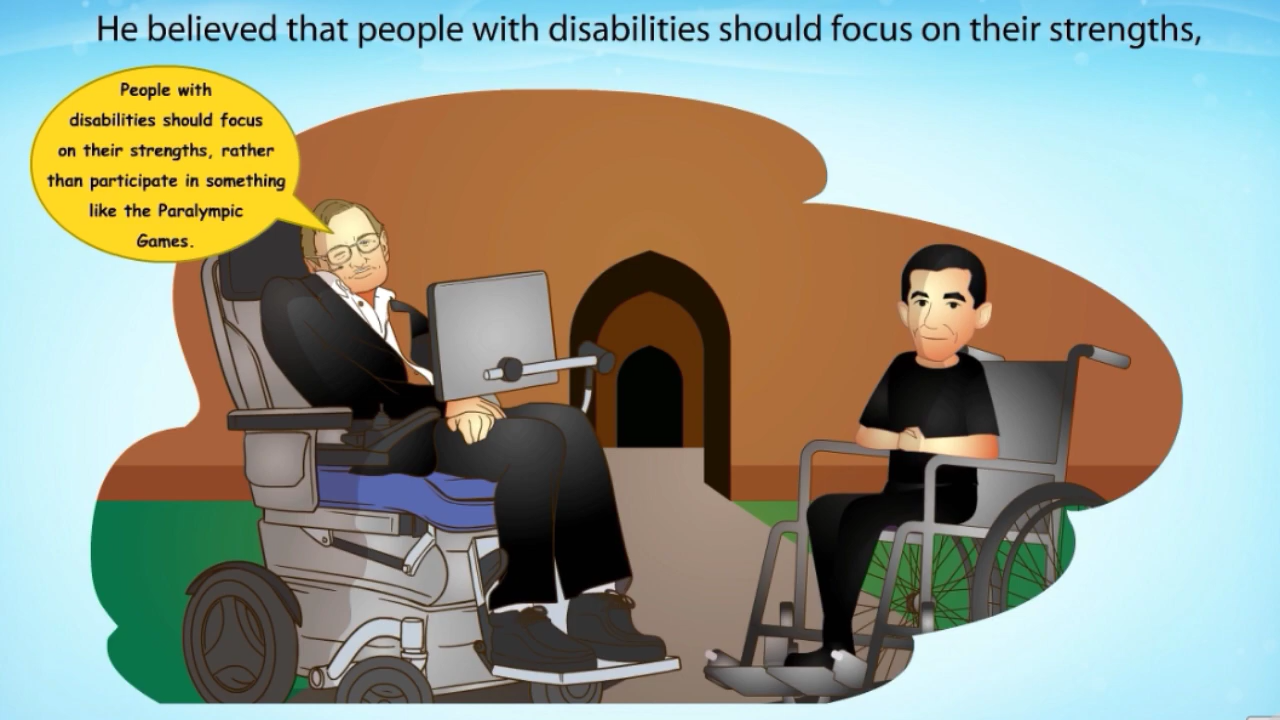 He believed that people with disabilities should focus on their strengths,
People with
disabilities should focus
on their strengths, rather
than participate in something
like the Paralympic
Games.